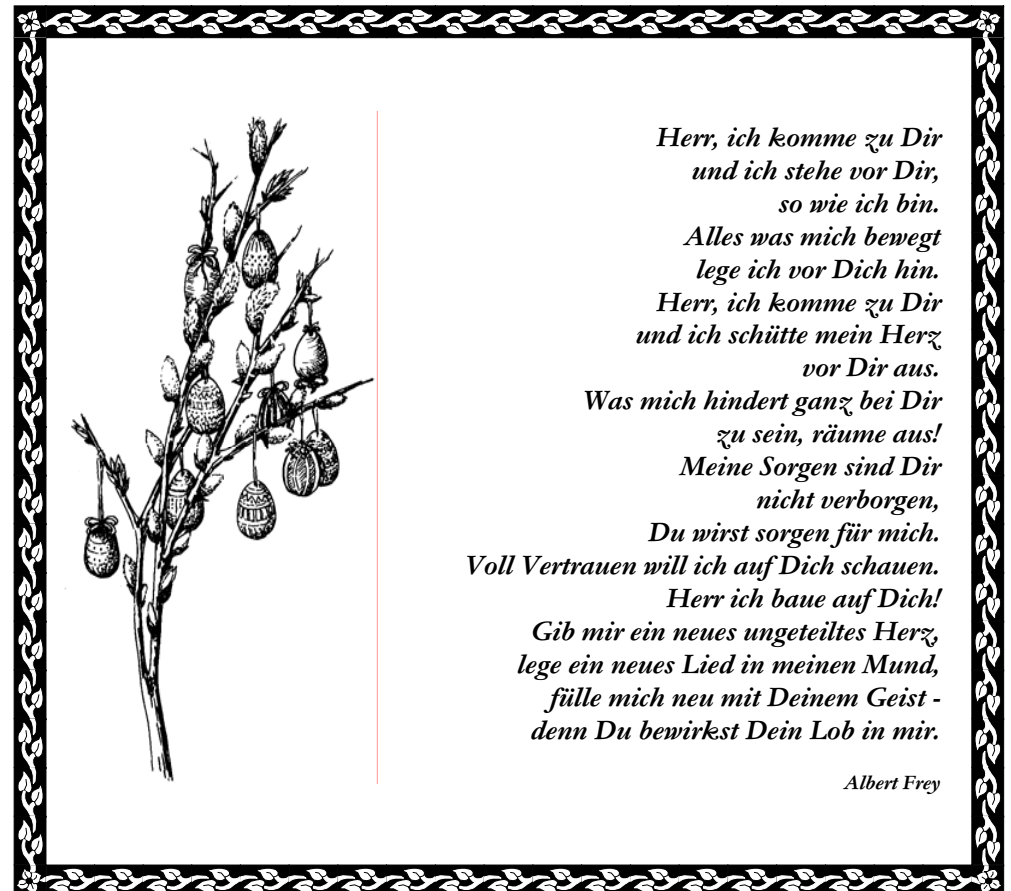 Herr, ich komme zu Dir
und ich stehe vor Dir,
so wie ich bin.
Alles was mich bewegt
lege ich vor Dich hin.
Herr, ich komme zu Dir
und ich schütte mein Herz
vor Dir aus.
Was mich hindert ganz bei Dir
zu sein, räume aus!
Meine Sorgen sind Dir
nicht verborgen,
Du wirst sorgen für mich.
Voll Vertrauen will ich auf Dich schauen.
Herr ich baue auf Dich!
Gib mir ein neues ungeteiltes Herz,
lege ein neues Lied in meinen Mund,
fülle mich neu mit Deinem Geist -
denn Du bewirkst Dein Lob in mir.
Albert Frey